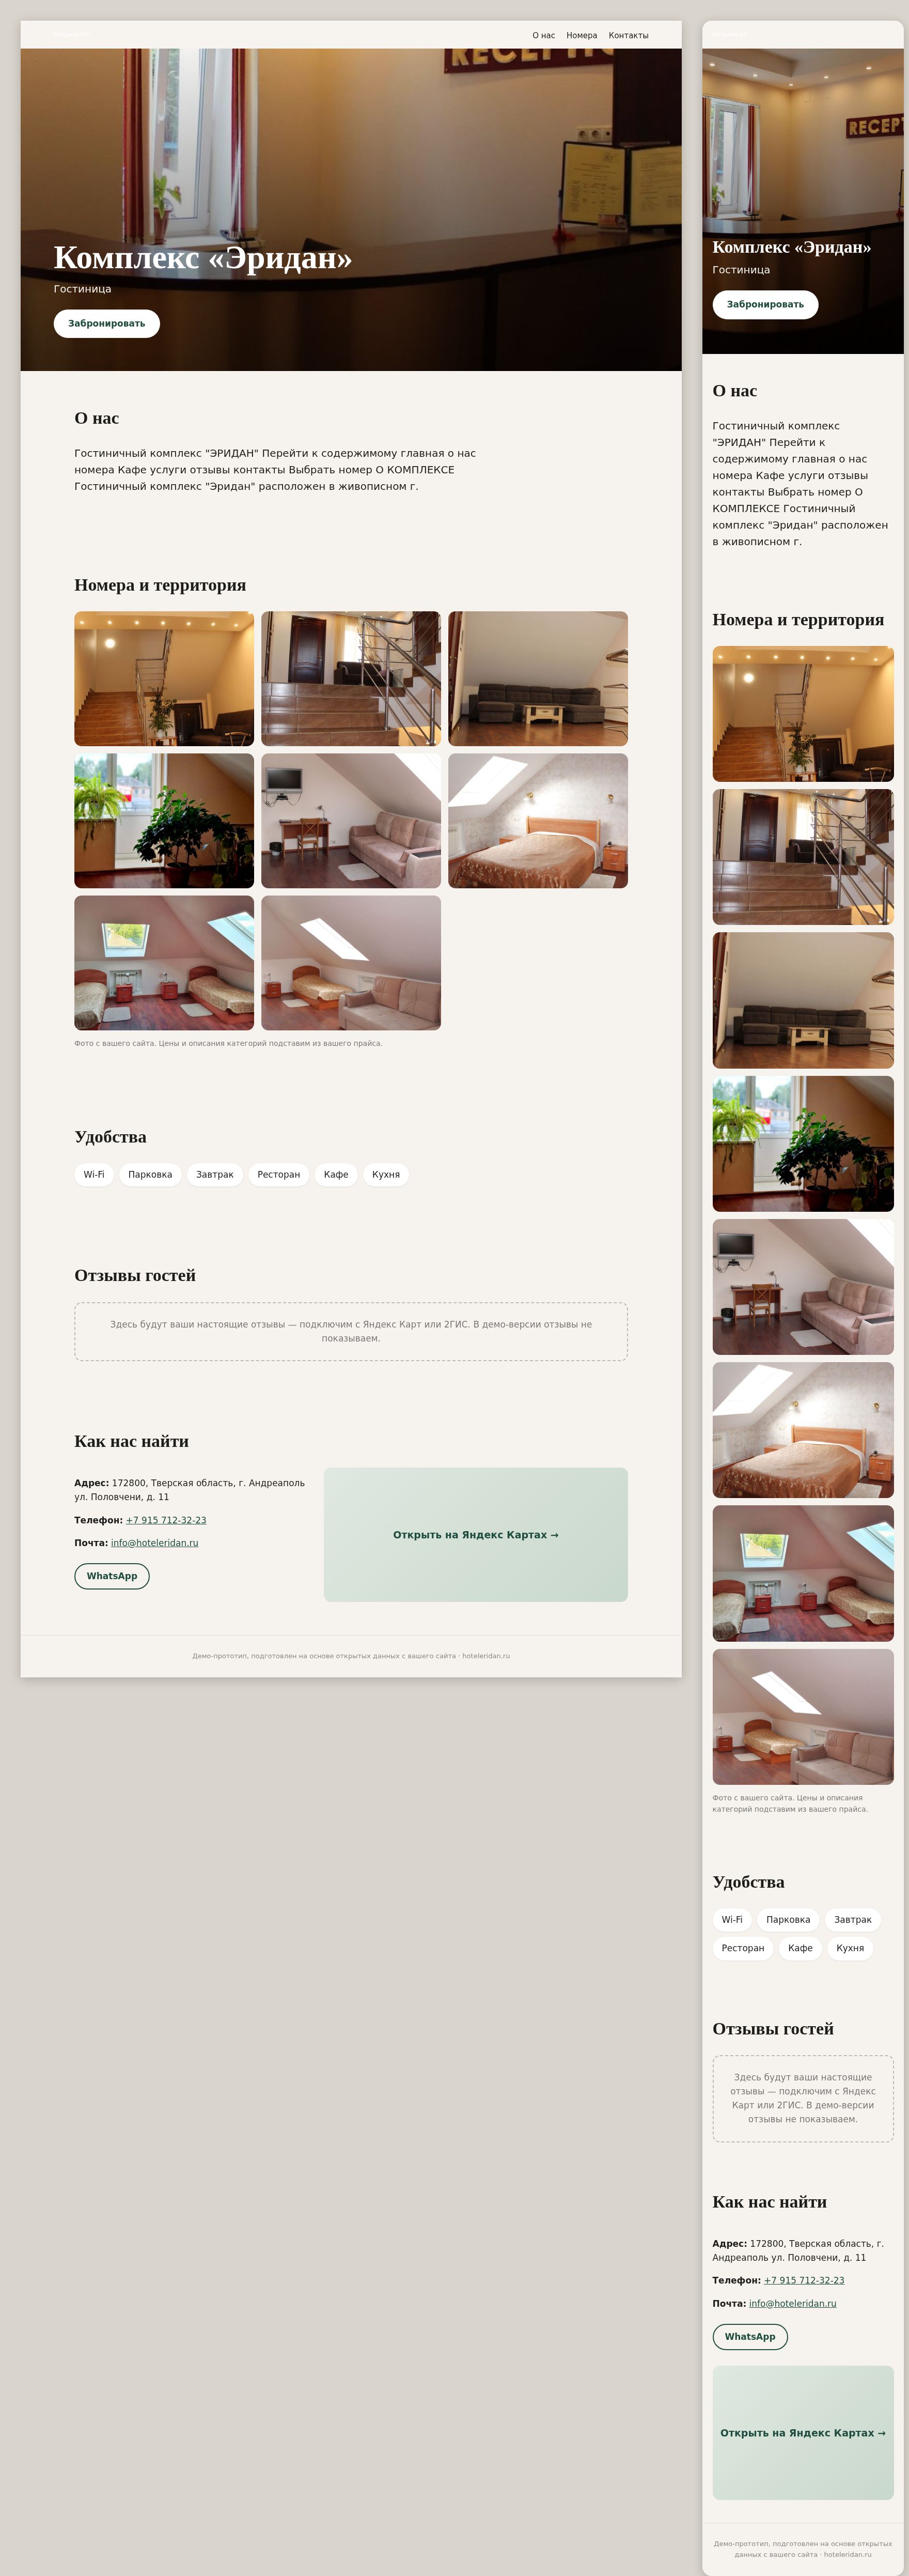 О нас Номера Контакты
RECEPTION
Комплекс «Эридан»
Гостиница
Забронировать
О нас
Гостиничный комплекс "ЭРИДАН" Перейти к содержимому главная о нас
номера Кафе услуги отзывы контакты Выбрать номер О КОМПЛЕКСЕ
Гостиничный комплекс "Эридан" расположен в живописном г.
Номера и территория
Фото с вашего сайта. Цены и описания категорий подставим из вашего прайса.
Удобства
Wi-Fi Парковка Завтрак Ресторан Кафе Кухня
Отзывы гостей
Здесь будут ваши настоящие отзывы — подключим с Яндекс Карт или 2ГИС. В демо-версии отзывы не
показываем.
Как нас найти
Адрес: 172800, Тверская область, г. Андреаполь
ул. Половчени, д. 11
Телефон: +7 915 712-32-23
Почта: info@hoteleridan.ru
WhatsApp
Открыть на Яндекс Картах →
Демо-прототип, подготовлен на основе открытых данных с вашего сайта · hoteleridan.ru
RECEPT
Комплекс «Эридан»
Гостиница
Забронировать
О нас
Гостиничный комплекс
"ЭРИДАН" Перейти к
содержимому главная о нас
номера Кафе услуги отзывы
контакты Выбрать номер О
КОМПЛЕКСЕ Гостиничный
комплекс "Эридан" расположен
в живописном г.
Номера и территория
Фото с вашего сайта. Цены и описания
категорий подставим из вашего прайса.
Удобства
Wi-Fi Парковка Завтрак
Ресторан Кафе Кухня
Отзывы гостей
Здесь будут ваши настоящие
отзывы — подключим с Яндекс
Карт или 2ГИС. В демо-версии
отзывы не показываем.
Как нас найти
Адрес: 172800, Тверская область, г.
Андреаполь ул. Половчени, д. 11
Телефон: +7 915 712-32-23
Почта: info@hoteleridan.ru
WhatsApp
Открыть на Яндекс Картах →
Демо-прототип, подготовлен на основе открытых
данных с вашего сайта · hoteleridan.ru